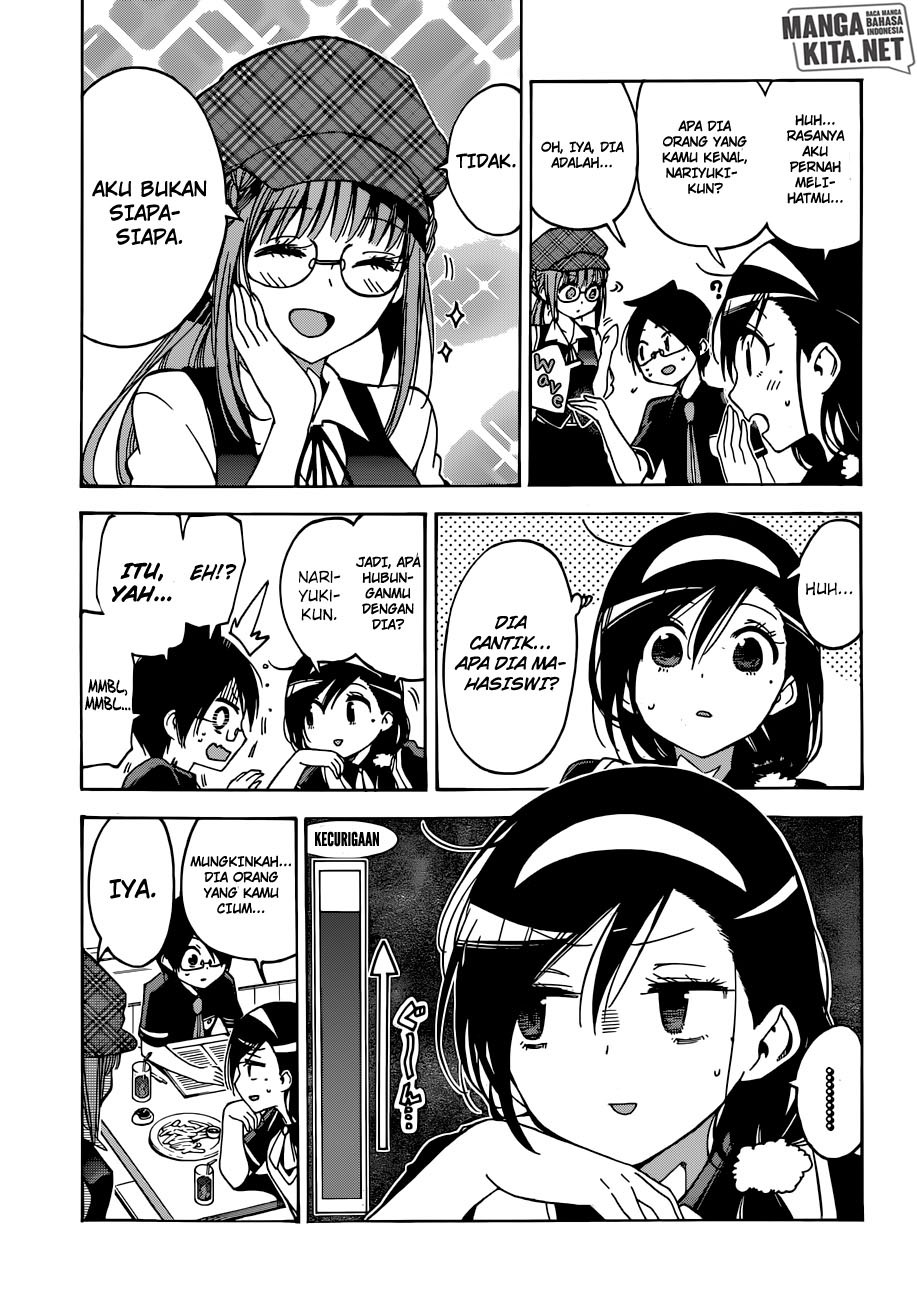 MANGA
KITA.NET
BACA MANGA
BAHASA
INDONESIA
HUH...
RASANYA
AKU
PERNAH
MELI-
HATMU...
APA DIA
ORANG YANG
KAMU KENAL,
NARIYUKI-
KUN?
OH, IYA, DIA
ADALAH...
?
WAVE
TIDAK.
AKU BUKAN
SIAPA-
SIAPA.
HUH...
DIA
CANTIK...
APA DIA MA-
HASISWI?
JADI, APA
HUBUN-
GANMU
DENGAN
DIA?
NARI-
YUKI-
KUN.
EH!?
ITU,
YAH...
MMBL,
MMBL...
KECURIGAAN
ぐーん...
..........
MUNGKINKAH...
DIA ORANG
YANG KAMU
CIUM...
IYA.